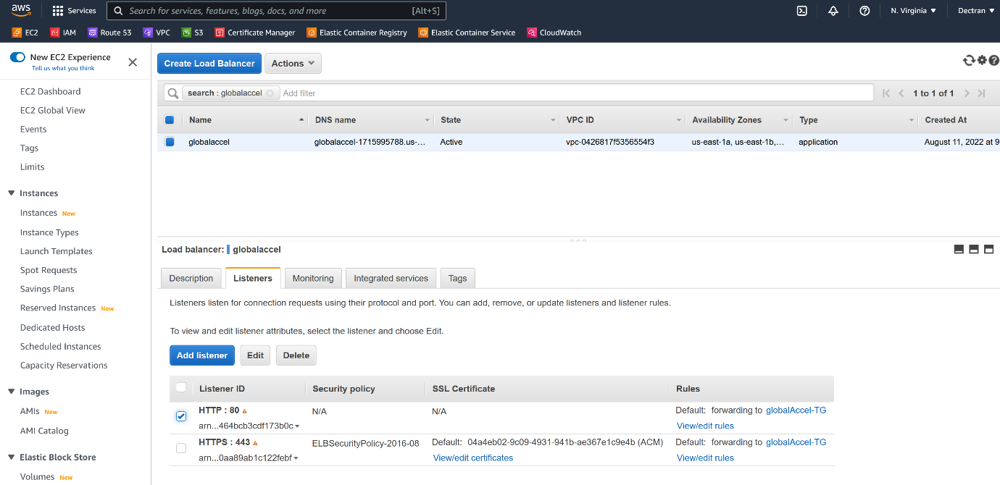 aws Services Search for services, features, blogs, docs, and more [Alt+S] N. Virginia Dectran
EC2 IAM Route 53 VPC S3 Certificate Manager Elastic Container Registry Elastic Container Service CloudWatch
New EC2 Experience
Tell us what you think
EC2 Dashboard
EC2 Global View
Events
Tags
Limits
Instances
Instances New
Instance Types
Launch Templates
Spot Requests
Savings Plans
Reserved Instances New
Dedicated Hosts
Scheduled Instances
Capacity Reservations
Images
AMIs New
AMI Catalog
Elastic Block Store
Volumes New
Create Load Balancer Actions
search : globalaccel Add filter 1 to 1 of 1
Name DNS name State VPC ID Availability Zones Type Created At
globalaccel globalaccel-1715995788.us-... Active vpc-0426817f5356554f3 us-east-1a, us-east-1b,... application August 11, 2022 at 9
Load balancer: globalaccel
Description Listeners Monitoring Integrated services Tags
Listeners listen for connection requests using their protocol and port. You can add, remove, or update listeners and listener rules.
To view and edit listener attributes, select the listener and choose Edit.
Add listener Edit Delete
Listener ID Security policy SSL Certificate Rules
HTTP : 80 N/A N/A Default: forwarding to globalAccel-TG
arn...464bcb3cdf173b0c View/edit rules
HTTPS : 443 ELBSecurityPolicy-2016-08 Default: 04a4eb02-9c09-4931-941b-ae367e1c9e4b (ACM) Default: forwarding to globalAccel-TG
arn...0aa89ab1c122febf View/edit certificates View/edit rules